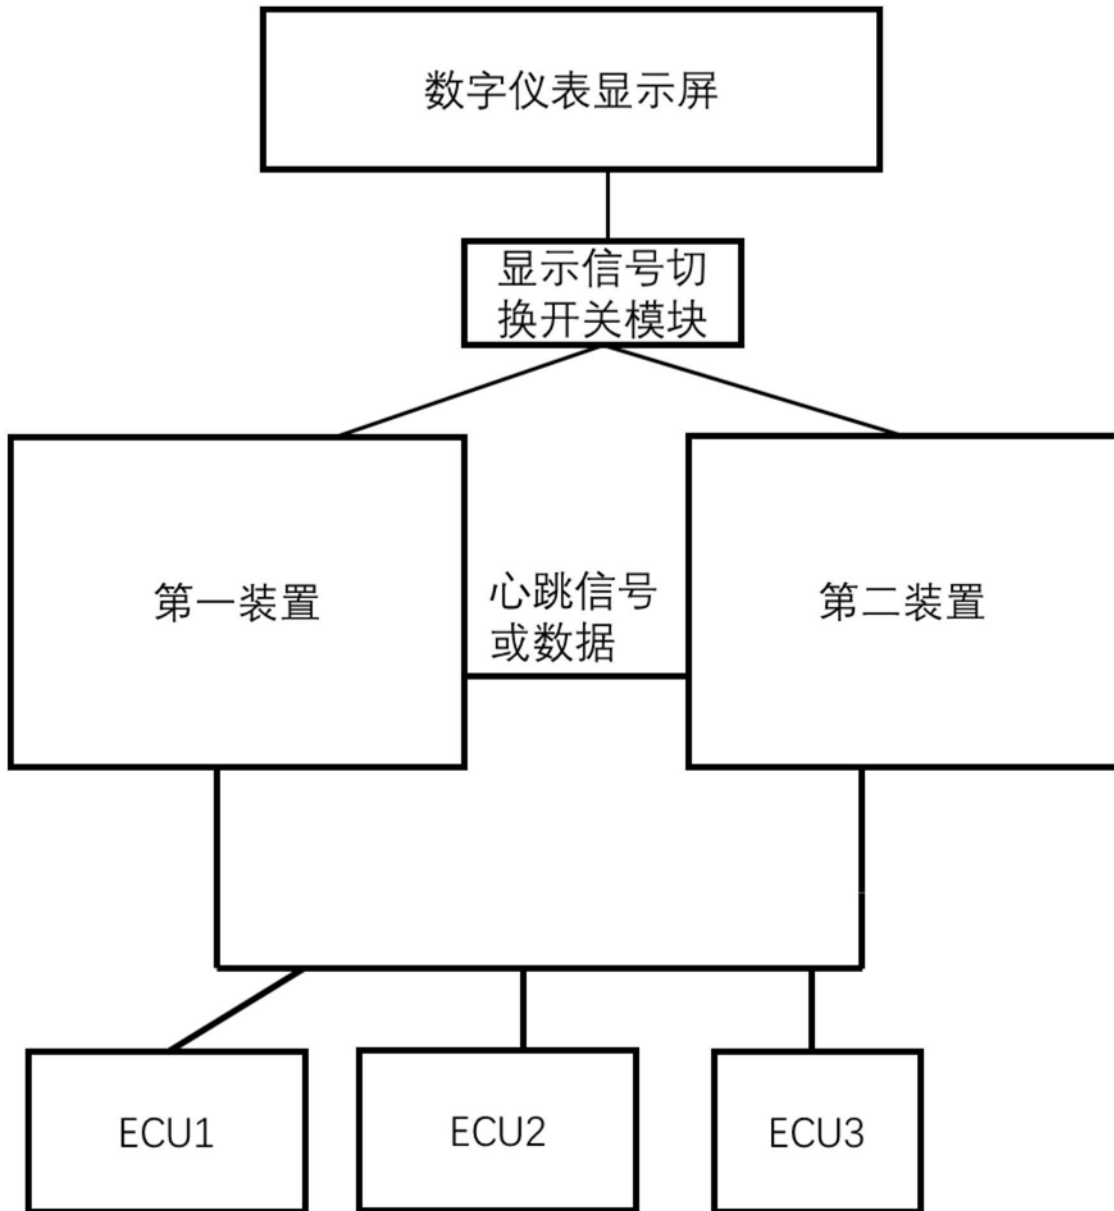 数字仪表显示屏
显示信号切
换开关模块
第一装置
心跳信号
或数据
第二装置
ECU1
ECU2
ECU3